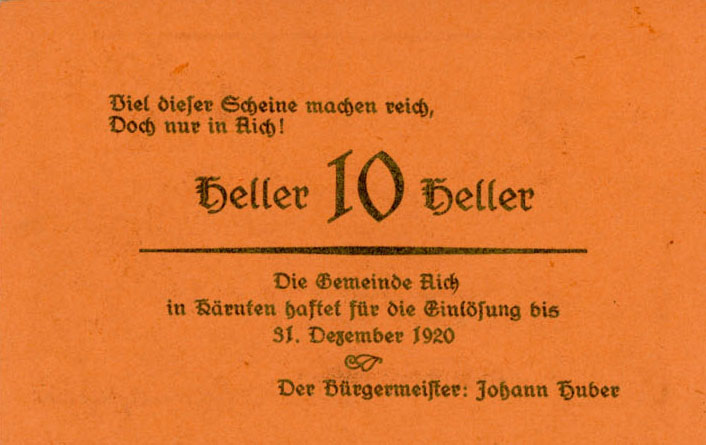 Viel dieser Scheine machen reich,
Doch nur in Aich!
Heller 10 Heller
Die Gemeinde Aich
in Kärnten haftet für die Einlösung bis
31. Dezember 1920
Der Bürgermeister: Johann Huber